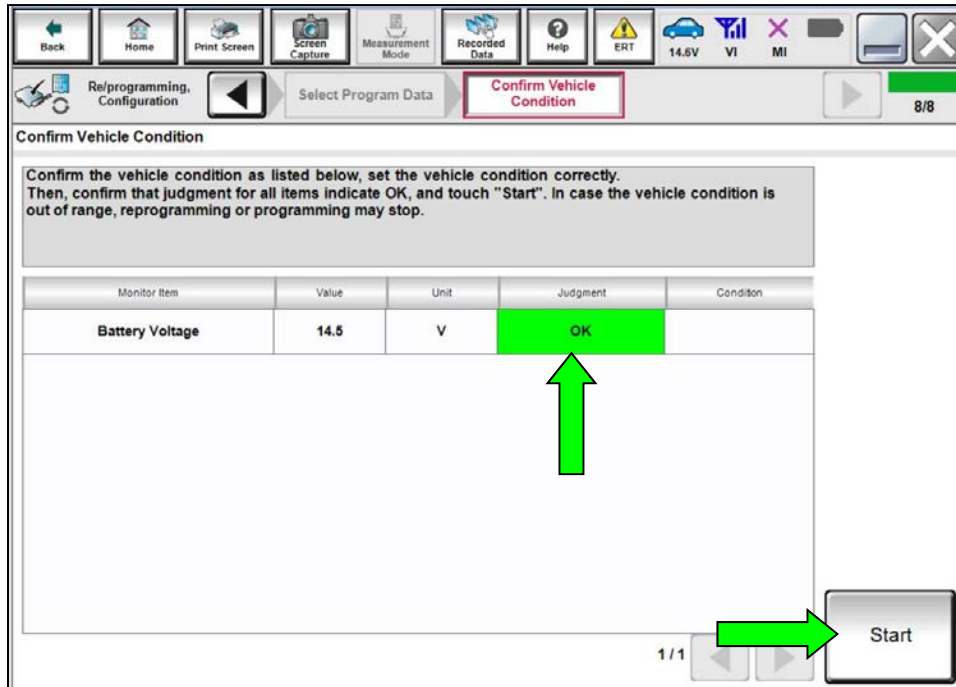 Back
Home
Print Screen
Screen
Capture
Measurement
Mode
Recorded
Data
Help
ERT
14.6V
VI
MI
Re/programming,
Configuration
Select Program Data
Confirm Vehicle
Condition
8/8
Confirm Vehicle Condition
Confirm the vehicle condition as listed below, set the vehicle condition correctly.
Then, confirm that judgment for all items indicate OK, and touch "Start". In case the vehicle condition is
out of range, reprogramming or programming may stop.
Monitor Item Value Unit Judgment Condition
Battery Voltage 14.5 V OK
1/1
Start